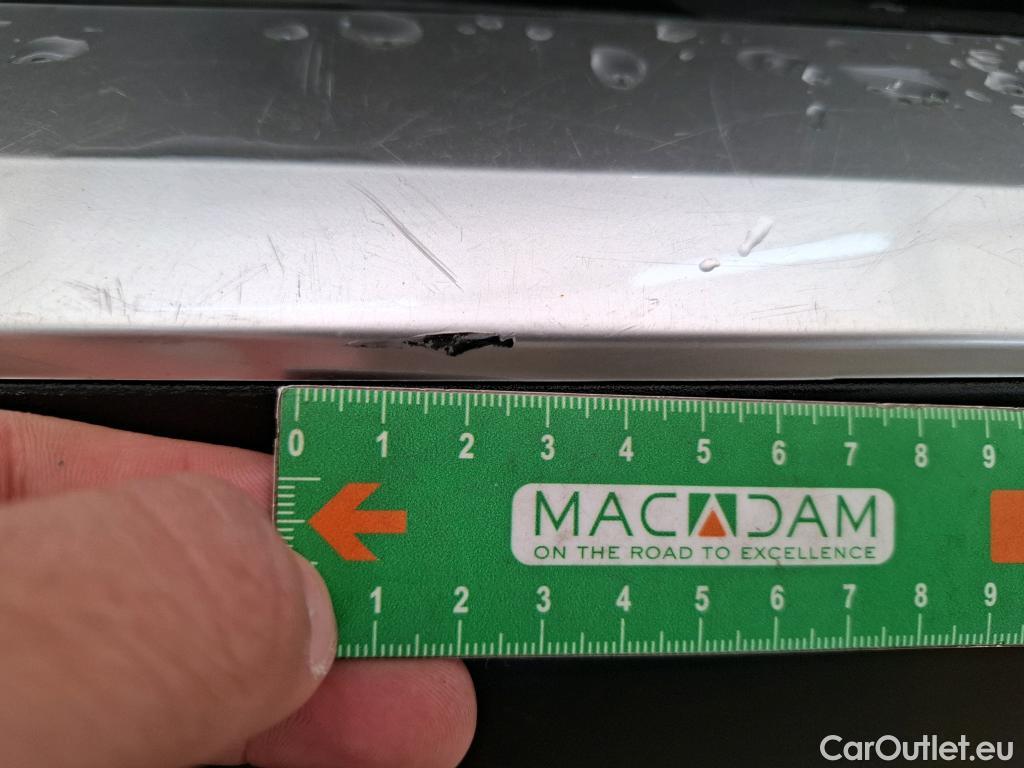 0 1 2 3 4 5 6 7 8 9
MACADAM
ON THE ROAD TO EXCELLENCE
1 2 3 4 5 6 7 8 9
CarOutlet.eu